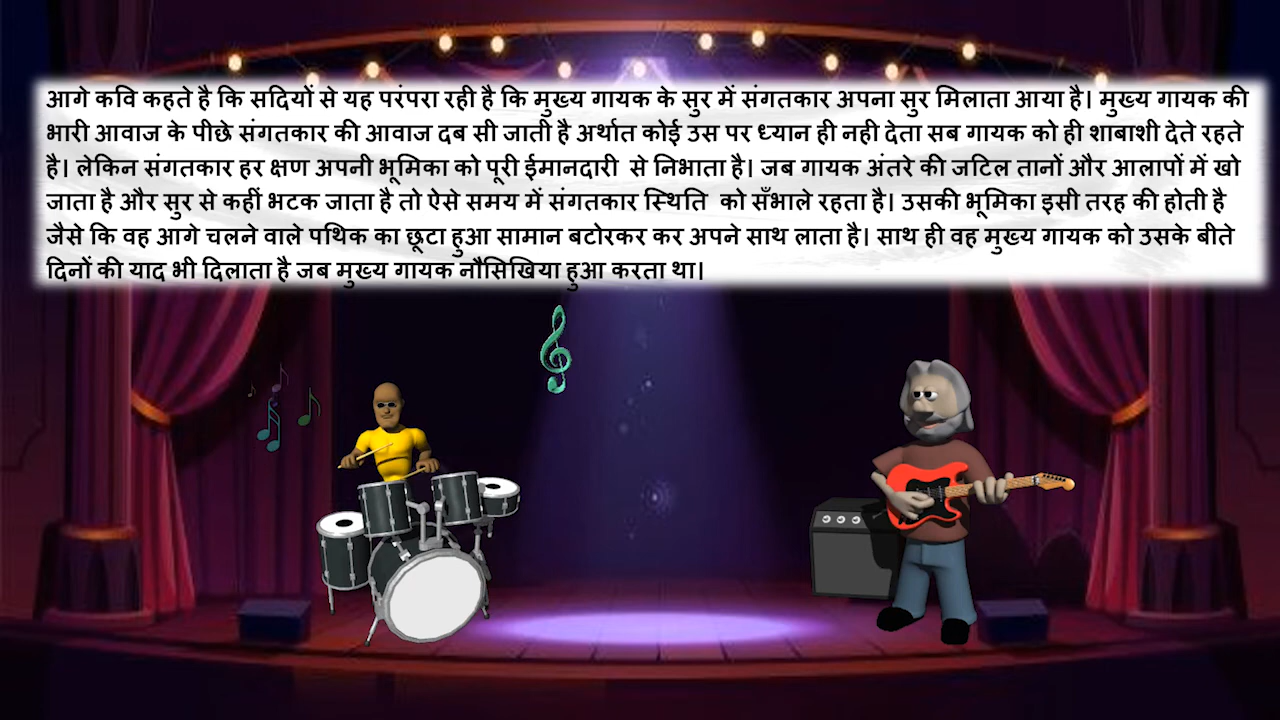 आगे कवि कहते है कि सदियों से यह परंपरा रही है कि मुख्य गायक के सुर में संगतकार अपना सुर मिलाता आया है। मुख्य गायक की
भारी आवाज के पीछे संगतकार की आवाज दब सी जाती है अर्थात कोई उस पर ध्यान ही नही देता सब गायक को ही शाबाशी देते रहते
है। लेकिन संगतकार हर क्षण अपनी भूमिका को पूरी ईमानदारी से निभाता है। जब गायक अंतरे की जटिल तानों और आलापों में खो
जाता है और सुर से कहीं भटक जाता है तो ऐसे समय में संगतकार स्थिति को सँभाले रहता है। उसकी भूमिका इसी तरह की होती है
जैसे कि वह आगे चलने वाले पथिक का छूटा हुआ सामान बटोरकर कर अपने साथ लाता है। साथ ही वह मुख्य गायक को उसके बीते
दिनों की याद भी दिलाता है जब मुख्य गायक नौसिखिया हुआ करता था।